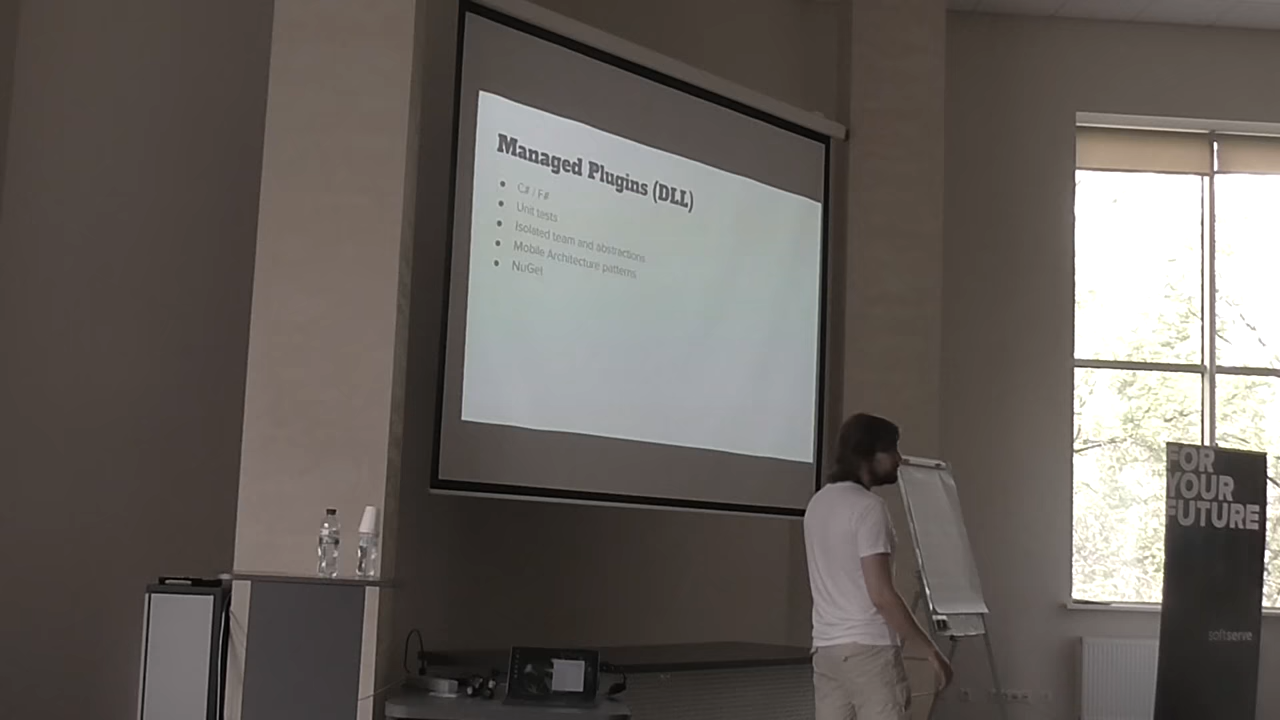 Managed Plugins (DLL)
C# / F#
Unit tests
Isolated team and abstractions
Mobile Architecture patterns
NuGet
FOR
YOUR
FUTURE
softserve